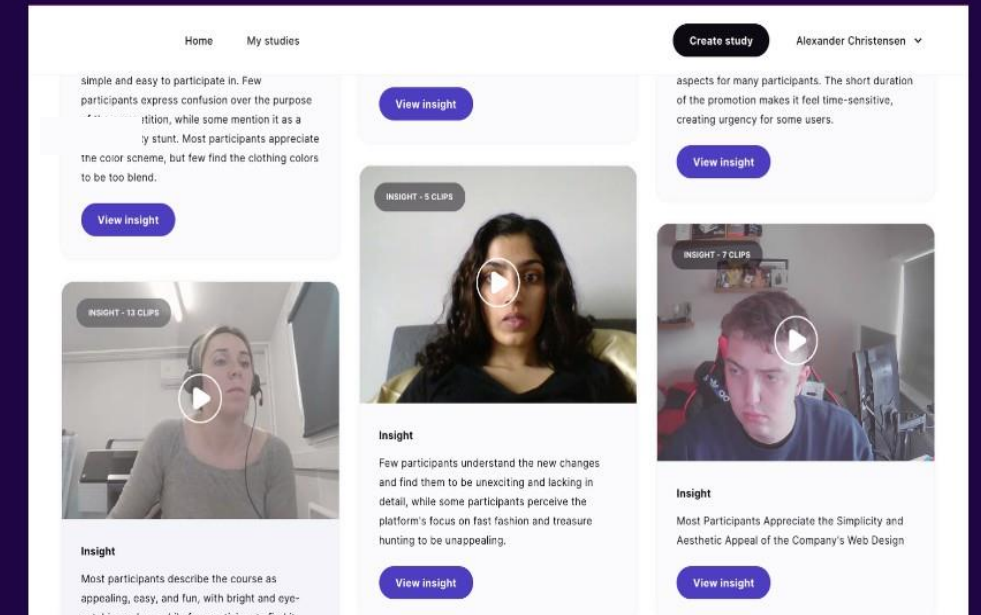 Home
My studies
Create study
Alexander Christensen
simple and easy to participate in. Few
participants express confusion over the purpose
tition, while some mention it as a
y stunt. Most participants appreciate
the color scheme, but few find the clothing colors
to be too blend.
View insight
INSIGHT - 13 CLIPS
Insight
Most participants describe the course as
appealing, easy, and fun, with bright and eye-
View insight
INSIGHT - 5 CLIPS
Insight
Few participants understand the new changes
and find them to be unexciting and lacking in
detail, while some participants perceive the
platform's focus on fast fashion and treasure
hunting to be unappealing.
View insight
aspects for many participants. The short duration
of the promotion makes it feel time-sensitive,
creating urgency for some users.
View insight
INSIGHT - 7 CLIPS
Insight
Most Participants Appreciate the Simplicity and
Aesthetic Appeal of the Company's Web Design
View insight